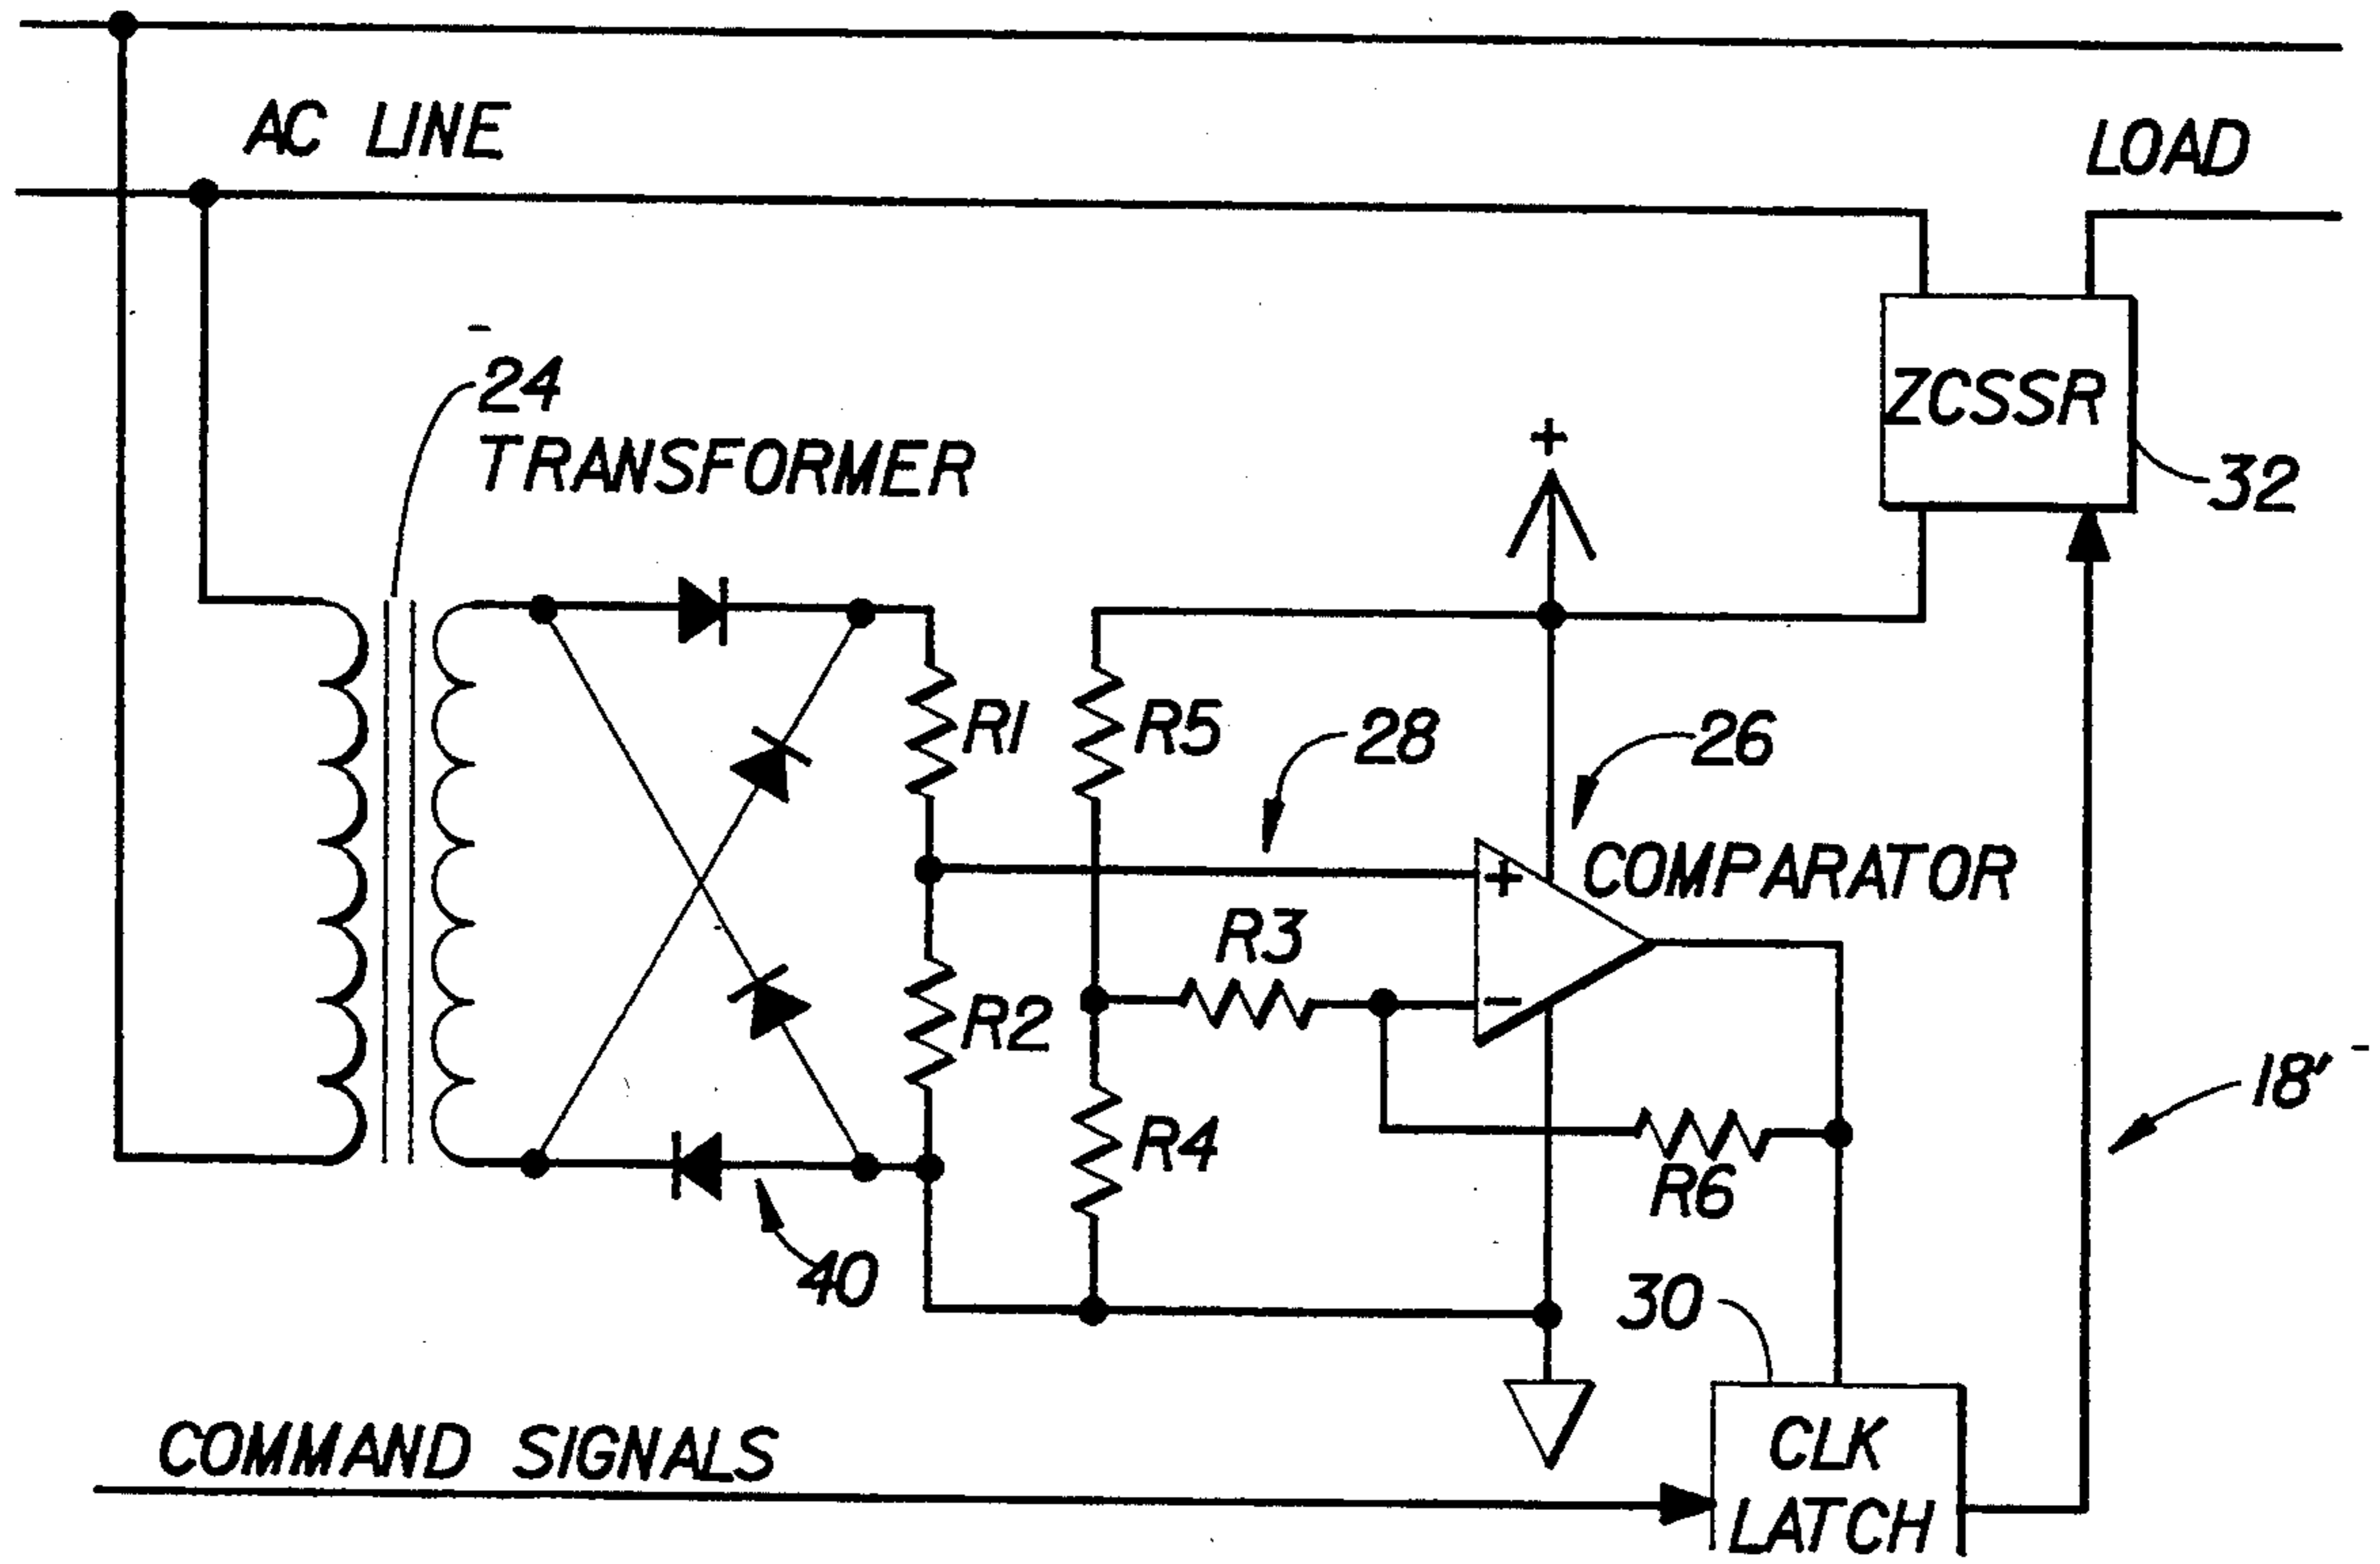 AC LINE
LOAD
24
TRANSFORMER
+
ZCSSR
32
R1
R5
28
26
+
COMPARATOR
R3
-
R2
R4
R6
18'
40
30
CLK
LATCH
COMMAND SIGNALS